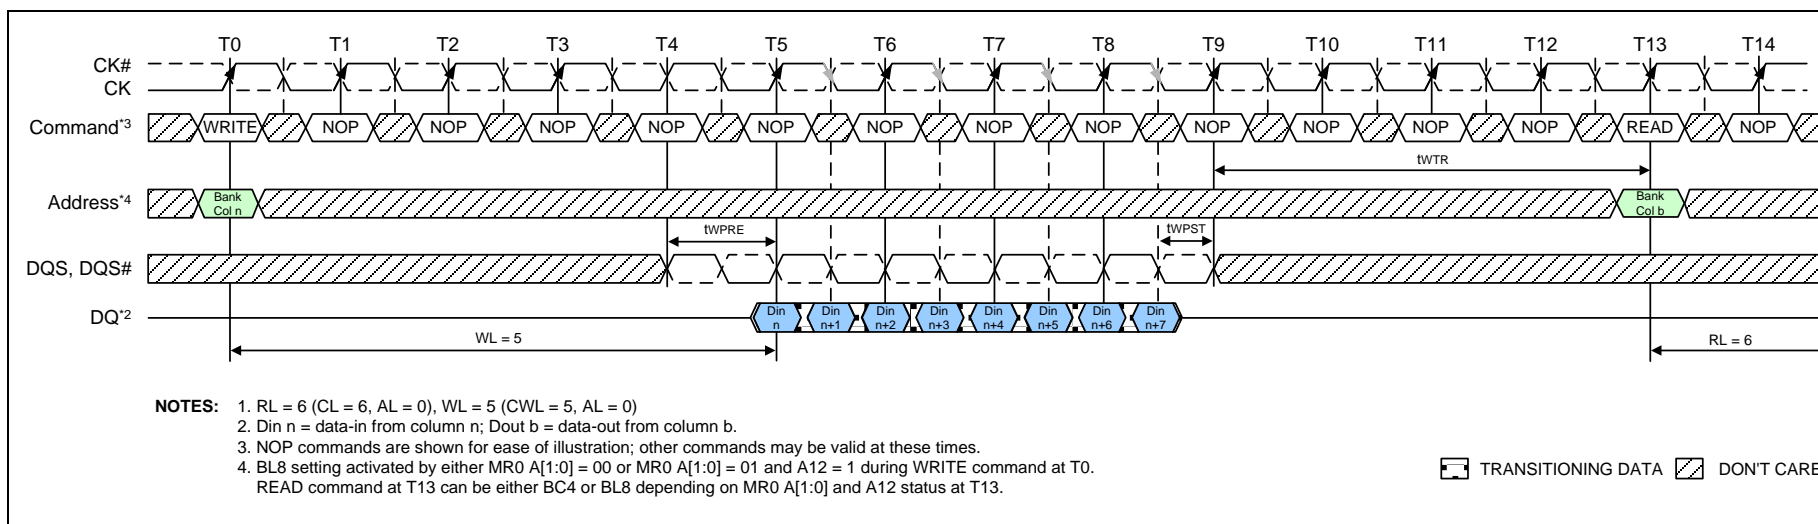 T0 T1 T2 T3 T4 T5 T6 T7 T8 T9 T10 T11 T12 T13 T14
CK#
CK
Command*3 WRITE NOP NOP NOP NOP NOP NOP NOP NOP NOP NOP NOP NOP READ NOP
tWTR
Address*4 Bank Col n Bank Col b
tWPRE tWPST
DQS, DQS#
DQ*2 Din n Din n+1 Din n+2 Din n+3 Din n+4 Din n+5 Din n+6 Din n+7
WL = 5 RL = 6
NOTES: 1. RL = 6 (CL = 6, AL = 0), WL = 5 (CWL = 5, AL = 0)
2. Din n = data-in from column n; Dout b = data-out from column b.
3. NOP commands are shown for ease of illustration; other commands may be valid at these times.
4. BL8 setting activated by either MR0 A[1:0] = 00 or MR0 A[1:0] = 01 and A12 = 1 during WRITE command at T0.
READ command at T13 can be either BC4 or BL8 depending on MR0 A[1:0] and A12 status at T13.
TRANSITIONING DATA DON'T CARE